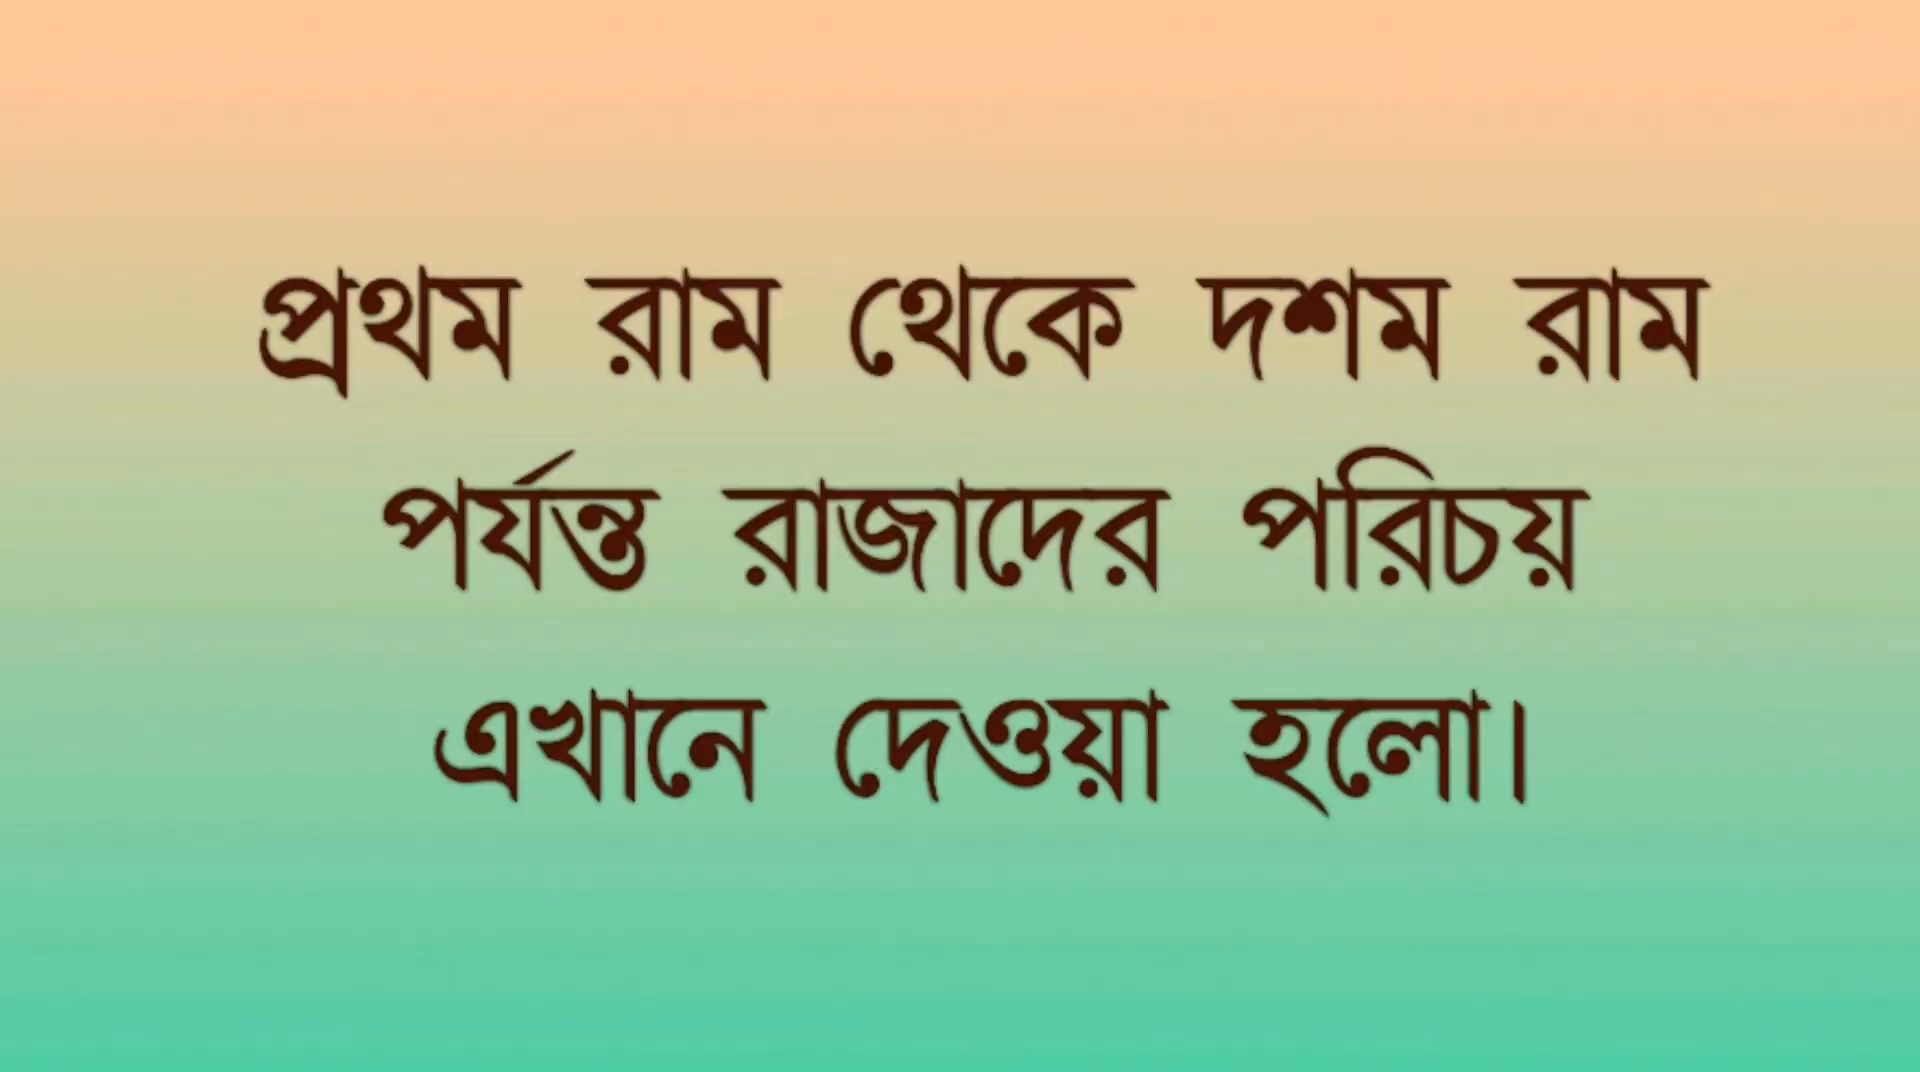 প্রথম রাম থেকে দশম রাম
পর্যন্ত রাজাদের পরিচয়
এখানে দেওয়া হলো।